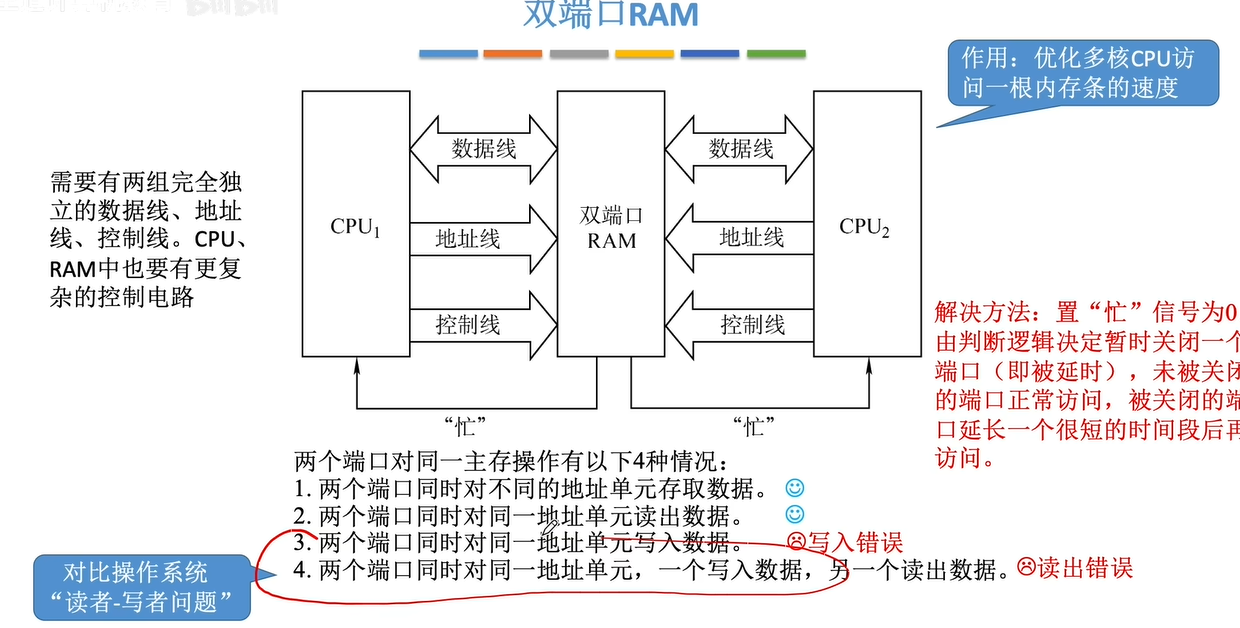 双端口RAM
作用：优化多核CPU访
问一根内存条的速度
需要有两组完全独
立的数据线、地址
线、控制线。CPU、
RAM中也要有更复
杂的控制电路
CPU1
数据线
地址线
控制线
双端口
RAM
数据线
地址线
控制线
CPU2
“忙”
“忙”
解决方法：置“忙”信号为0
由判断逻辑决定暂时关闭一个
端口（即被延时），未被关闭
的端口正常访问，被关闭的端
口延长一个很短的时间段后再
访问。
两个端口对同一主存操作有以下4种情况：
1. 两个端口同时对不同的地址单元存取数据。
2. 两个端口同时对同一地址单元读出数据。
3. 两个端口同时对同一地址单元写入数据。 写入错误
4. 两个端口同时对同一地址单元，一个写入数据，另一个读出数据。 读出错误
对比操作系统
“读者-写者问题”